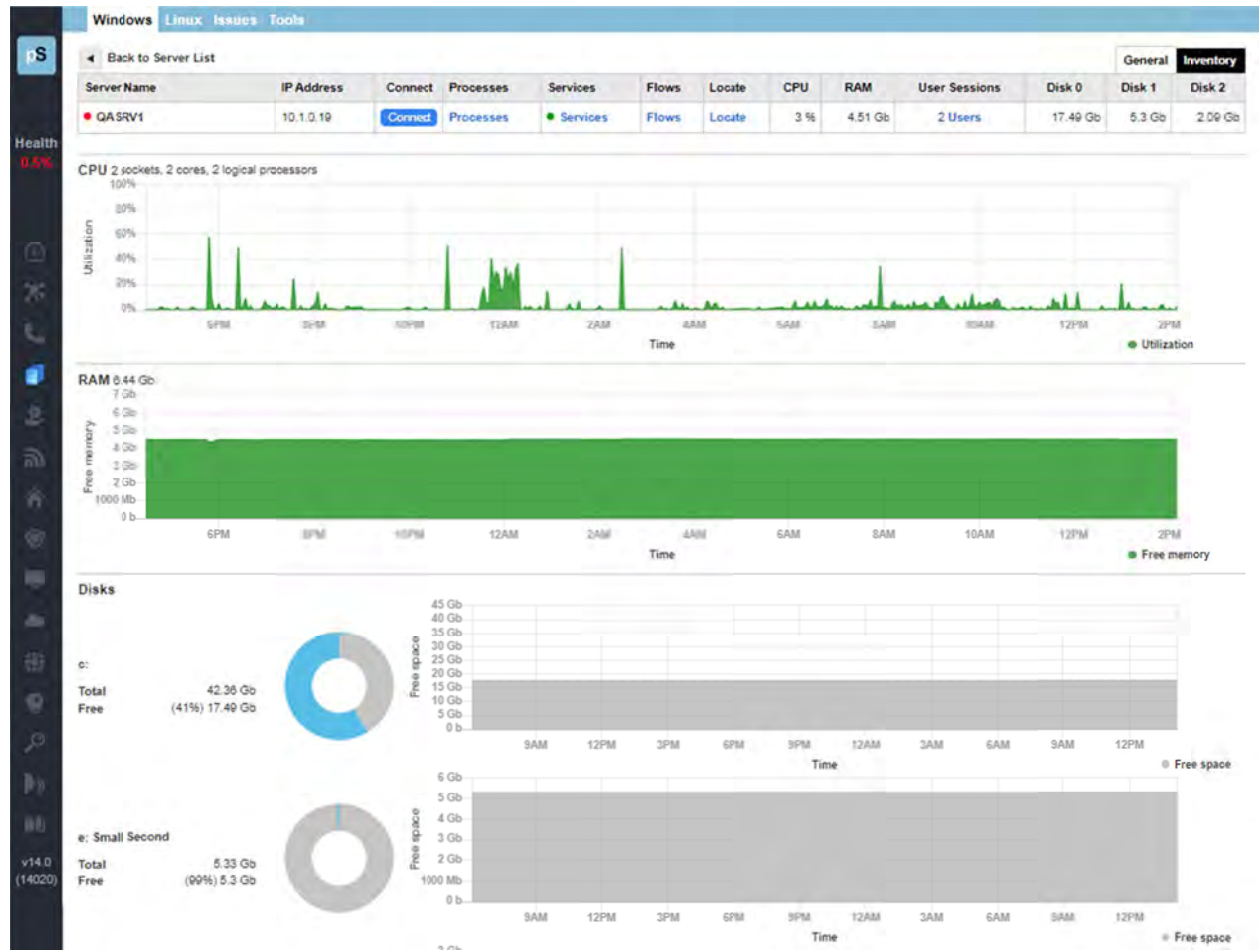 Windows Linux Issues Tools
pS
◄ Back to Server List
General Inventory
Server Name IP Address Connect Processes Services Flows Locate CPU RAM User Sessions Disk 0 Disk 1 Disk 2
QASRV1 10.1.0.19 Connect Processes Services Flows Locate 3 % 4.51 Gb 2 Users 17.49 Gb 5.3 Gb 2.09 Gb
Health
CPU 2 sockets, 2 cores, 2 logical processors
100%
80%
60%
40%
20%
0%
Utilization
6PM 8PM 10PM 12AM 2AM 4AM 6AM 8AM 10AM 12PM 2PM
Time
Utilization
RAM 6.44 Gb
7 Gb
6 Gb
5 Gb
4 Gb
3 Gb
2 Gb
1000 Mb
0 b
Free memory
6PM 8PM 10PM 12AM 2AM 4AM 6AM 8AM 10AM 12PM 2PM
Time
Free memory
Disks
c:
Total 42.36 Gb
Free (41%) 17.49 Gb
45 Gb
40 Gb
35 Gb
30 Gb
25 Gb
20 Gb
15 Gb
10 Gb
5 Gb
0 b
Free space
9AM 12PM 3PM 6PM 9PM 12AM 3AM 6AM 9AM 12PM
Time
Free space
e: Small Second
Total 5.33 Gb
Free (99%) 5.3 Gb
6 Gb
5 Gb
4 Gb
3 Gb
2 Gb
1000 Mb
0 b
Free space
9AM 12PM 3PM 6PM 9PM 12AM 3AM 6AM 9AM 12PM
Time
Free space
v14.0
(14020)